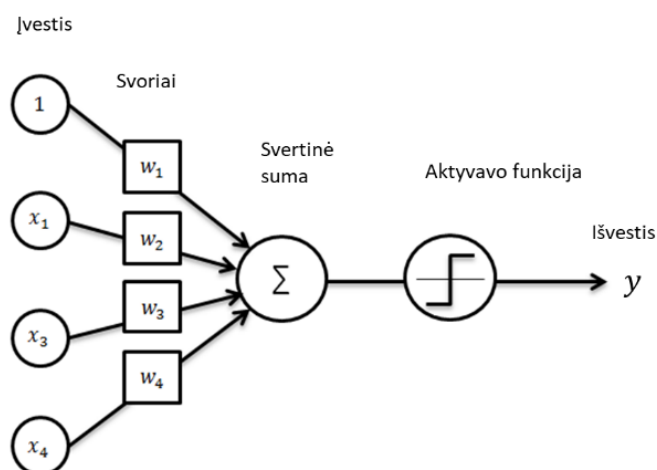 Įvestis
Svoriai
1
w₁
Svertinė
suma
Aktyvavo funkcija
x₁
w₂
Išvestis
Σ
y
w₃
x₃
w₄
x₄